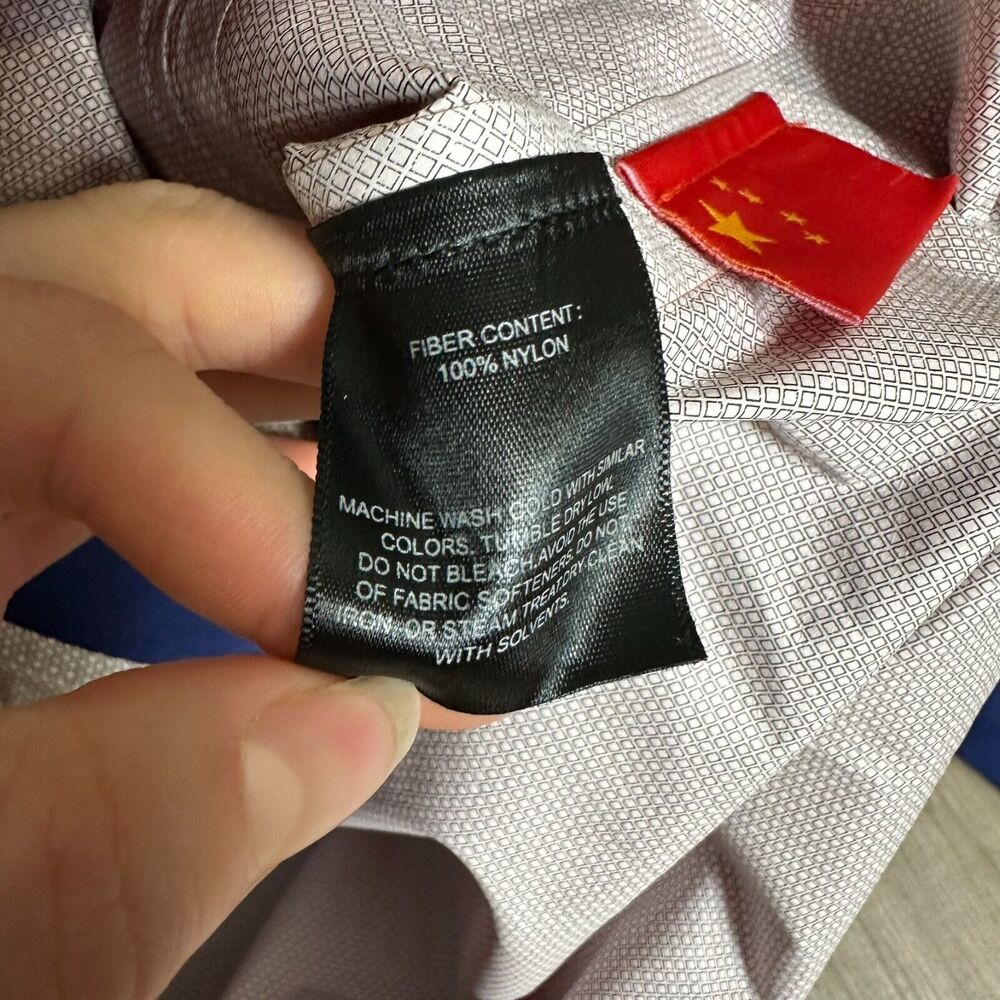 FIBER CONTENT:
100% NYLON
MACHINE WASH COLD WITH SIMILAR
COLORS. TUMBLE DRY LOW.
DO NOT BLEACH. AVOID THE USE
OF FABRIC SOFTENERS. DO NOT
IRON, OR STEAM TREAT/DRY CLEAN
WITH SOLVENTS.